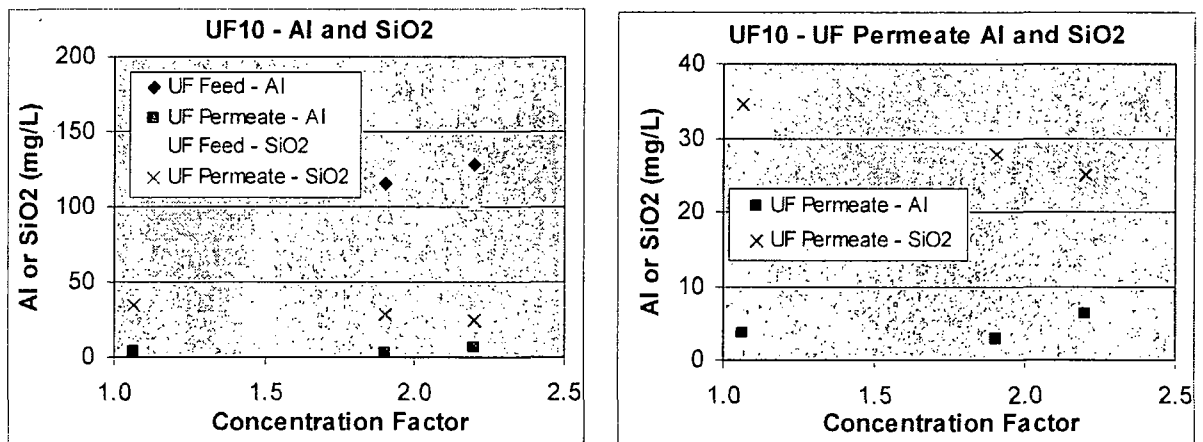 UF10 - Al and SiO2
200
150
100
50
0
1.0
1.5
2.0
2.5
Al or SiO2 (mg/L)
Concentration Factor
UF Feed - Al
UF Permeate - Al
UF Feed - SiO2
UF Permeate - SiO2
UF10 - UF Permeate Al and SiO2
40
30
20
10
0
1.0
1.5
2.0
2.5
Al or SiO2 (mg/L)
Concentration Factor
UF Permeate - Al
UF Permeate - SiO2